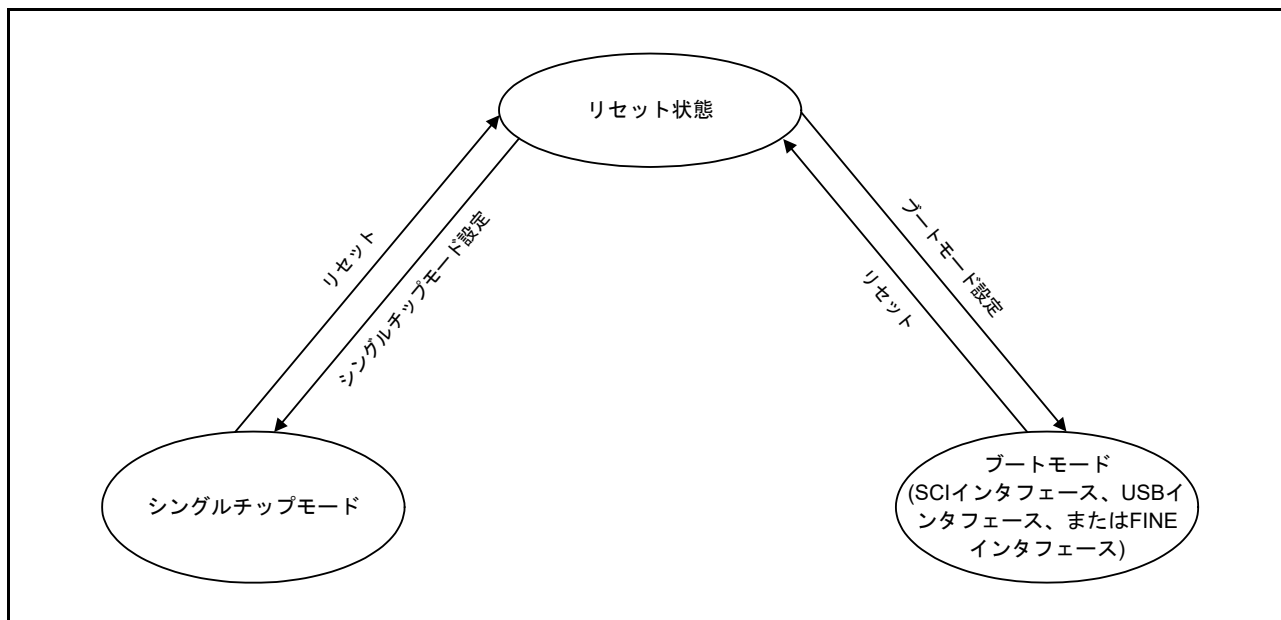 リセット状態
リセット
シングルチップモード設定
ブートモード設定
リセット
シングルチップモード
ブートモード
(SCIインタフェース、USBイ
ンタフェース、またはFINE
インタフェース)